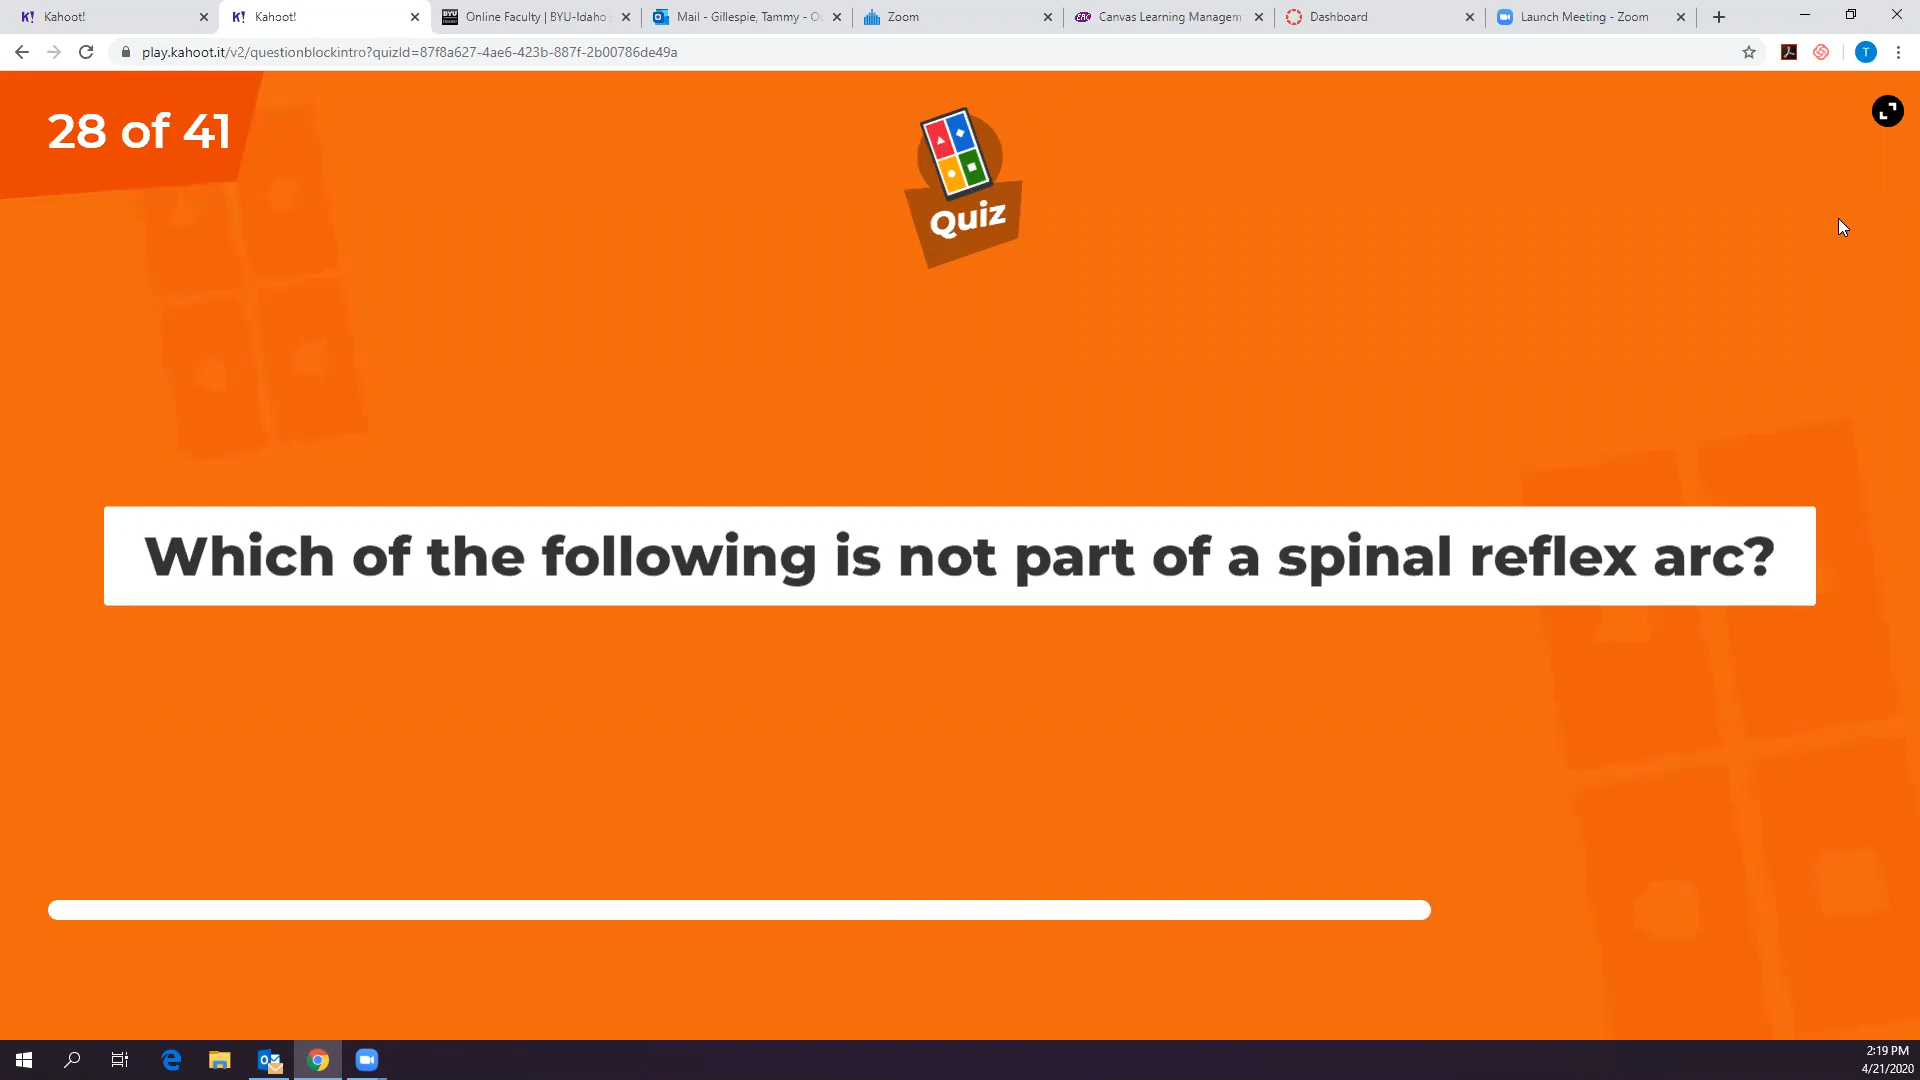 Kahoot!
Kahoot!
Online Faculty | BYU-Idaho
Mail - Gillespie, Tammy - O
Zoom
Canvas Learning Managem
Dashboard
Launch Meeting - Zoom
play.kahoot.it/v2/questionblockintro?quizId=87f8a627-4ae6-423b-887f-2b00786de49a
T
28 of 41
Quiz
Which of the following is not part of a spinal reflex arc?
2:19 PM
4/21/2020